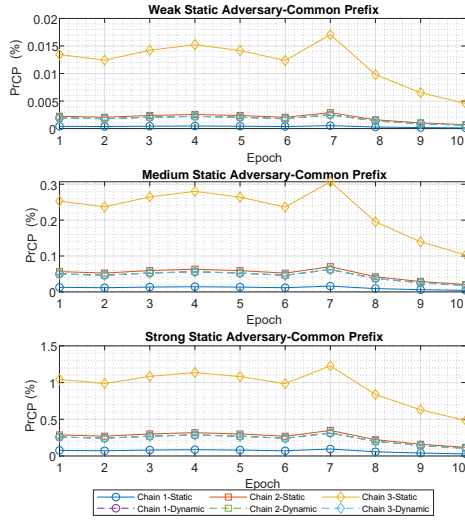 Weak Static Adversary-Common Prefix
0.02
0.015
0.01
0.005
0
PrCP (%)
1 2 3 4 5 6 7 8 9 10
Epoch
Medium Static Adversary-Common Prefix
0.3
0.2
0.1
0
PrCP (%)
1 2 3 4 5 6 7 8 9 10
Epoch
Strong Static Adversary-Common Prefix
1.5
1
0.5
0
PrCP (%)
1 2 3 4 5 6 7 8 9 10
Epoch
Chain 1-Static Chain 2-Static Chain 3-Static
Chain 1-Dynamic Chain 2-Dynamic Chain 3-Dynamic